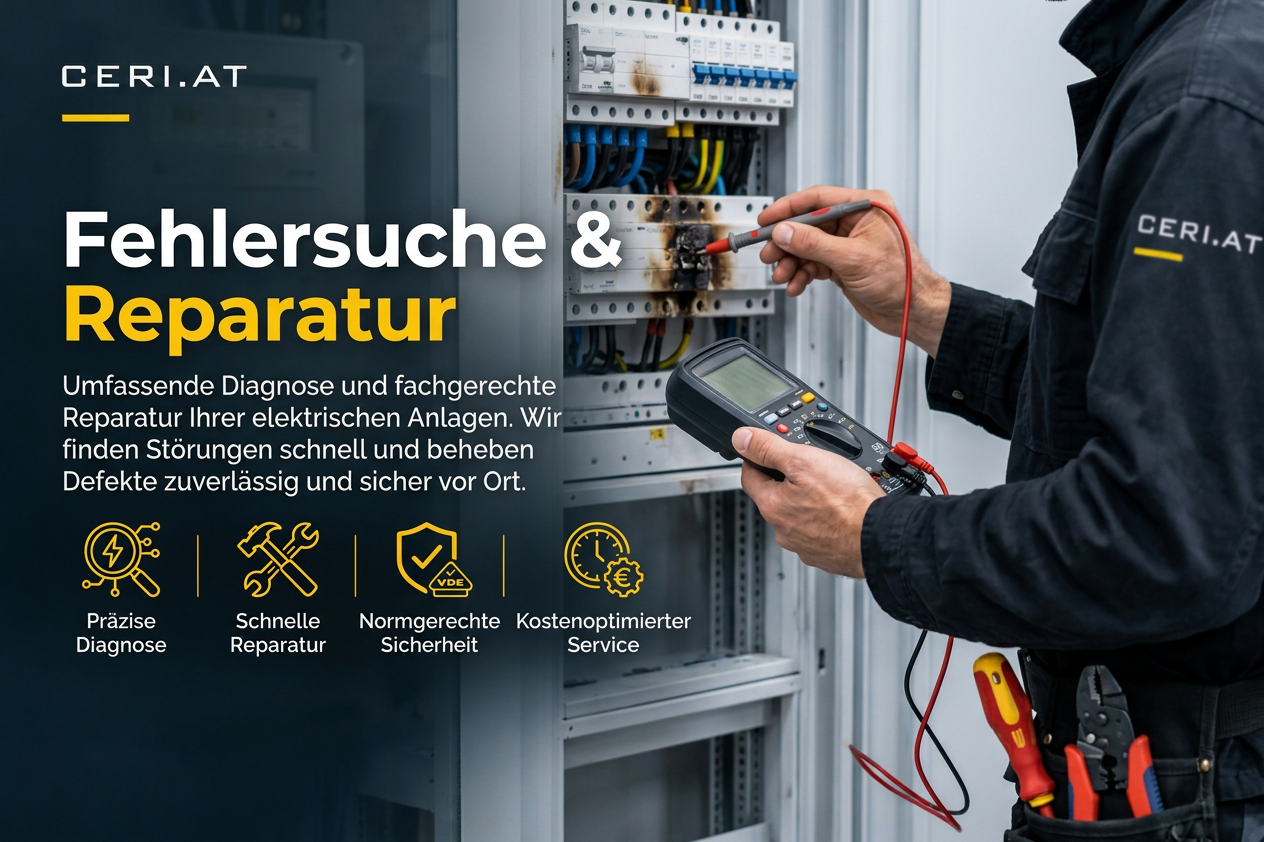 CERI.AT
Fehlersuche &
Reparatur
Umfassende Diagnose und fachgerechte
Reparatur Ihrer elektrischen Anlagen. Wir
finden Störungen schnell und beheben
Defekte zuverlässig und sicher vor Ort.
VDE
Präzise
Diagnose
Schnelle
Reparatur
Normgerechte
Sicherheit
Kostenoptimierter
Service
CERI.AT